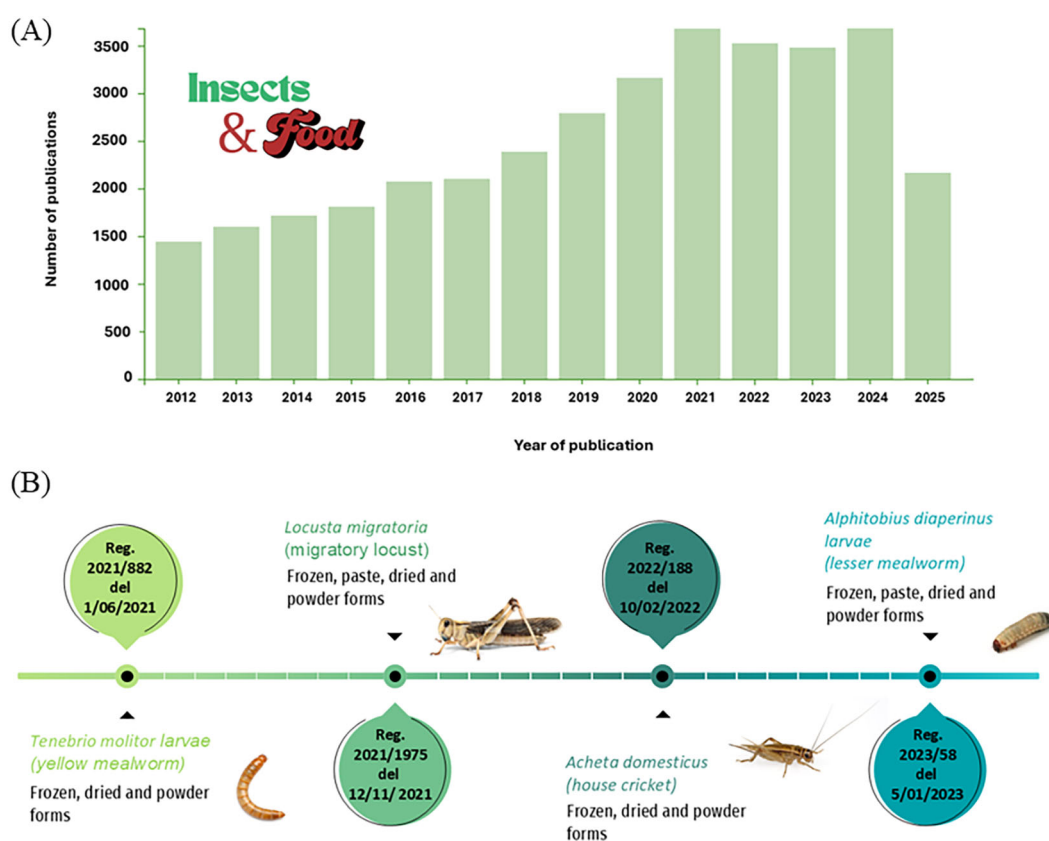 (A)
3500
3000
2500
2000
1500
1000
500
0
Number of publications
Insects
& Food
2012 2013 2014 2015 2016 2017 2018 2019 2020 2021 2022 2023 2024 2025
Year of publication
(B)
Reg.
2021/882
del
1/06/2021
Locusta migratoria
(migratory locust)
Frozen, paste, dried and
powder forms
Reg.
2022/188
del
10/02/2022
Alphitobius diaperinus
larvae
(lesser mealworm)
Frozen, paste, dried and
powder forms
Tenebrio molitor larvae
(yellow mealworm)
Frozen, dried and powder
forms
Reg.
2021/1975
del
12/11/ 2021
Acheta domesticus
(house cricket)
Frozen, dried and powder
forms
Reg.
2023/58
del
5/01/2023